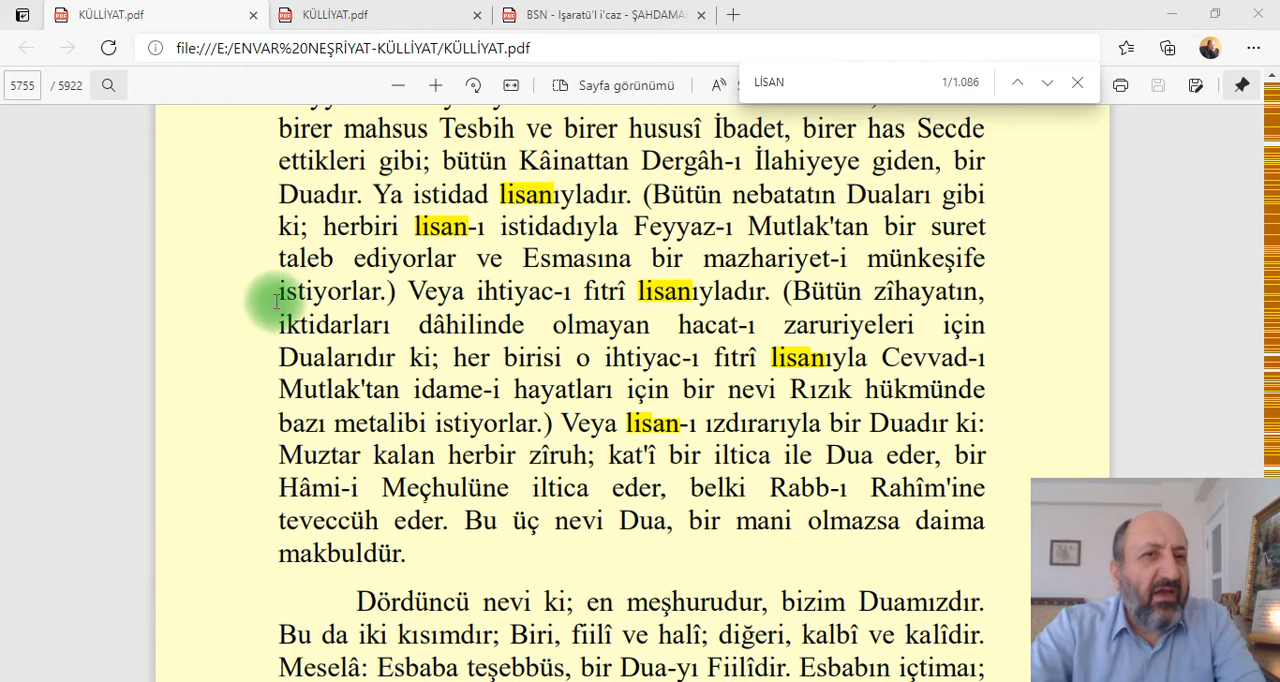 KÜLLİYAT.pdf
KÜLLİYAT.pdf
BSN - Işaratü'l i'caz - ŞAHDAMA
file:///E:/ENVAR%20NEŞRİYAT-KÜLLİYAT/KÜLLİYAT.pdf
5755 / 5922
Sayfa görünümü
LİSAN
1/1.086
birer mahsus Tesbih ve birer hususî İbadet, birer has Secde
ettikleri gibi; bütün Kâinattan Dergâh-ı İlahiyeye giden, bir
Duadır. Ya istidad lisanıyladır. (Bütün nebatatın Duaları gibi
ki; herbiri lisan-ı istidadıyla Feyyaz-ı Mutlak'tan bir suret
taleb ediyorlar ve Esmasına bir mazhariyet-i münkeşife
istiyorlar.) Veya ihtiyac-ı fıtrî lisanıyladır. (Bütün zîhayatın,
iktidarları dâhilinde olmayan hacat-ı zaruriyeleri için
Dualarıdır ki; her birisi o ihtiyac-ı fıtrî lisanıyla Cevvad-ı
Mutlak'tan idame-i hayatları için bir nevi Rızık hükmünde
bazı metalibi istiyorlar.) Veya lisan-ı ızdırarıyla bir Duadır ki:
Muztar kalan herbir zîruh; kat'î bir iltica ile Dua eder, bir
Hâmi-i Meçhulüne iltica eder, belki Rabb-ı Rahîm'ine
teveccüh eder. Bu üç nevi Dua, bir mani olmazsa daima
makbuldür.
Dördüncü nevi ki; en meşhurudur, bizim Duamızdır.
Bu da iki kısımdır; Biri, fiilî ve halî; diğeri, kalbî ve kalîdir.
Meselâ: Esbaba teşebbüs, bir Dua-yı Fiilîdir. Esbabın içtimaı;